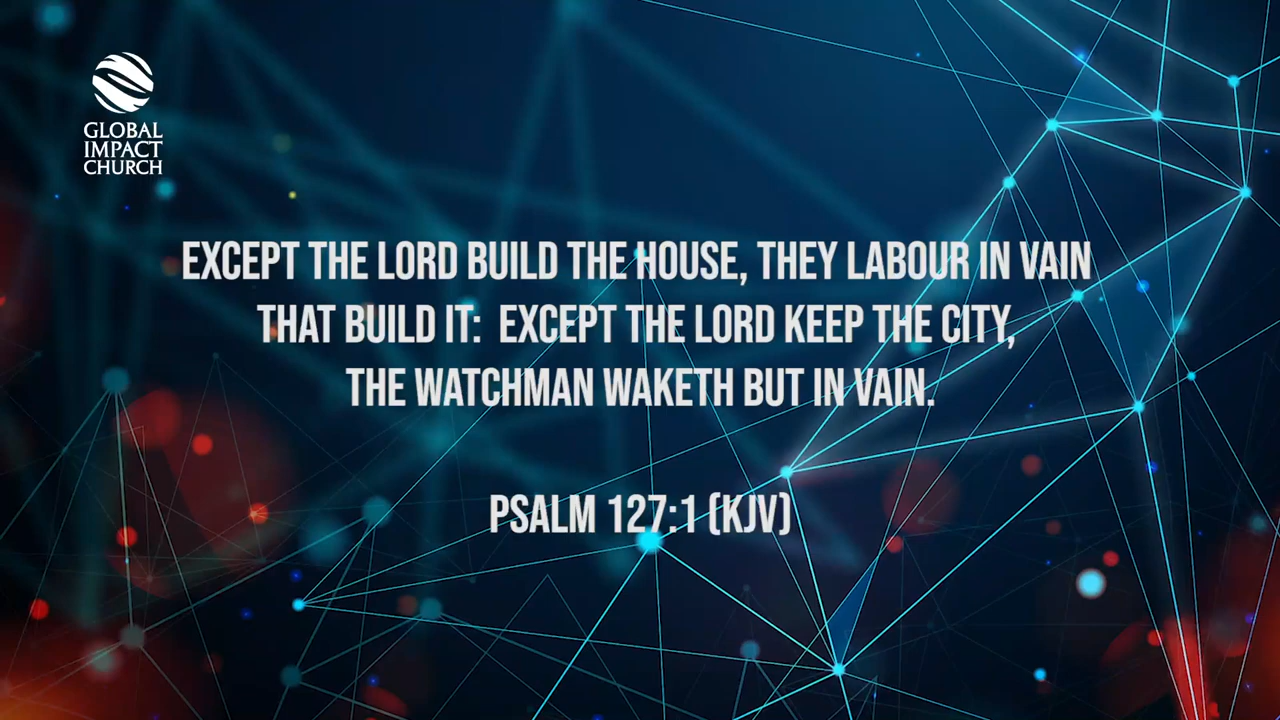 GLOBAL
IMPACT
CHURCH
EXCEPT THE LORD BUILD THE HOUSE, THEY LABOUR IN VAIN
THAT BUILD IT:  EXCEPT THE LORD KEEP THE CITY,
THE WATCHMAN WAKETH BUT IN VAIN.
PSALM 127:1 (KJV)